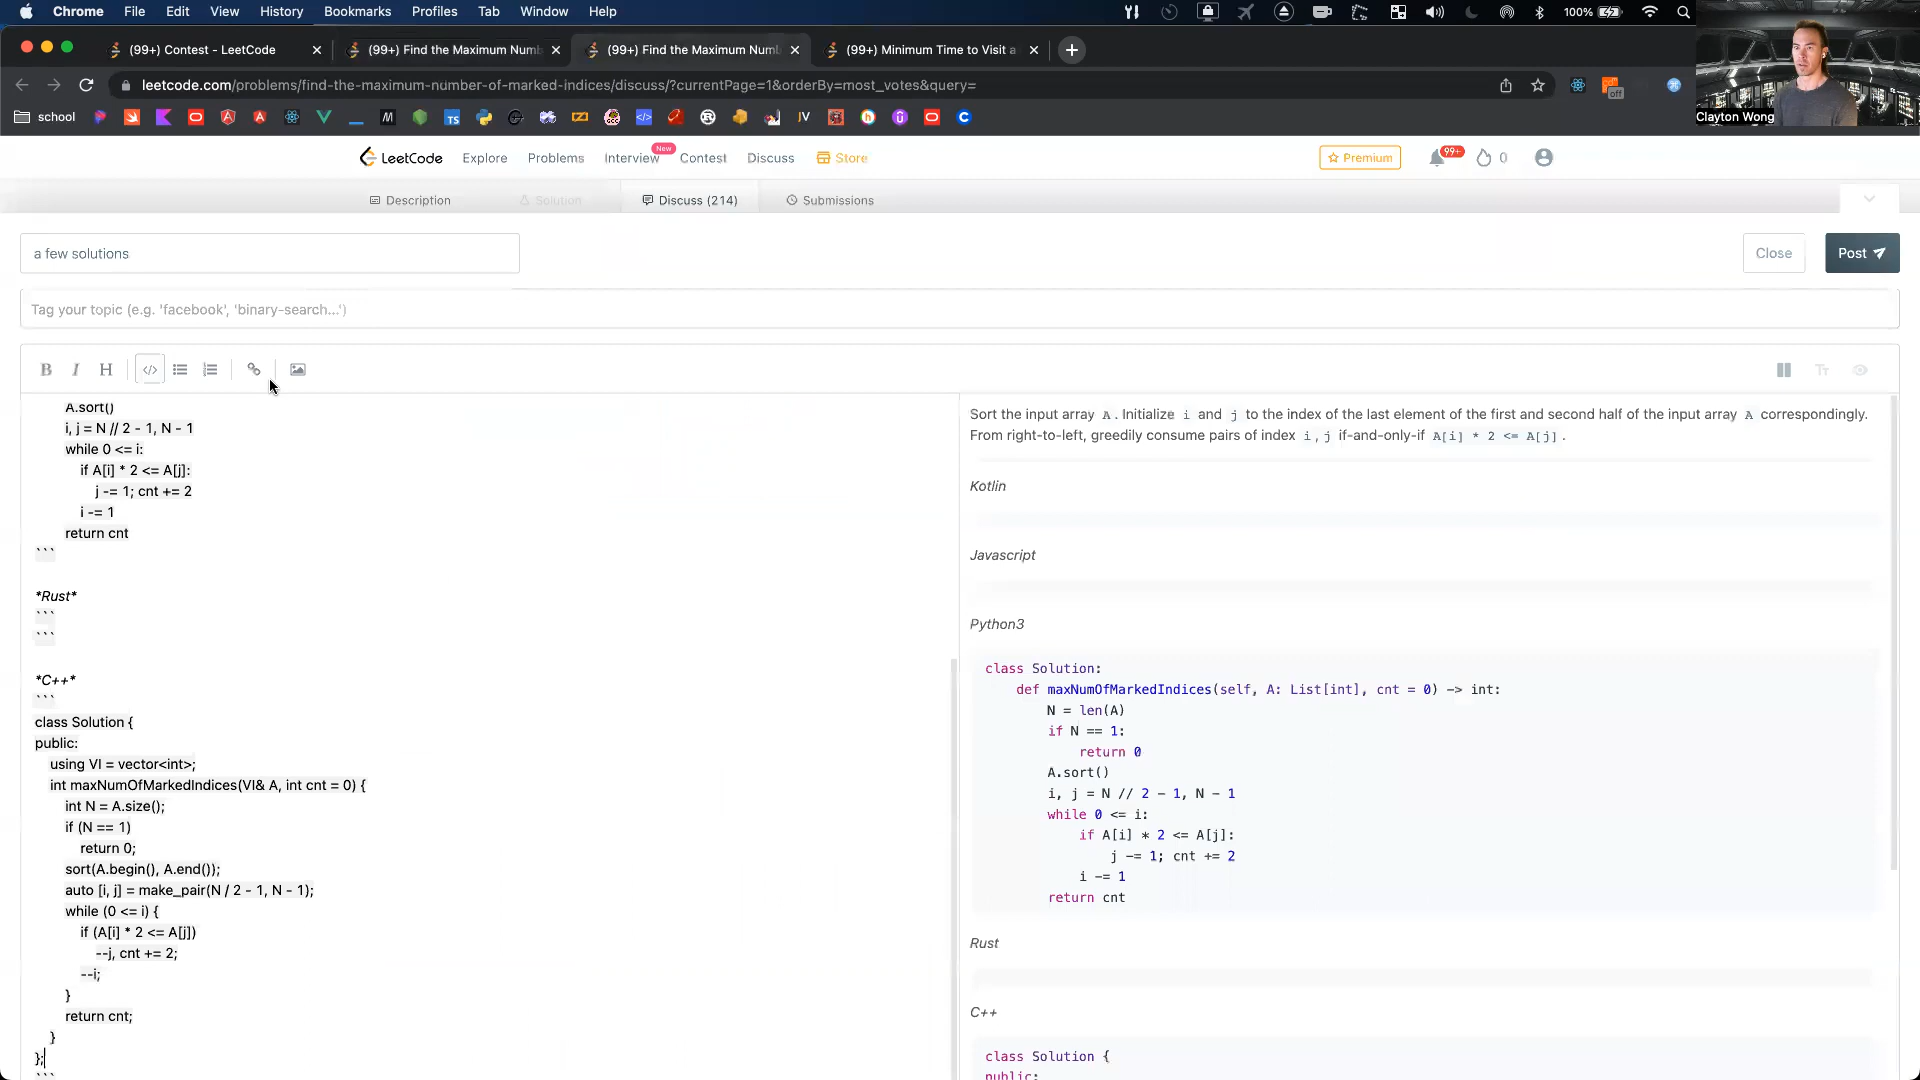 Chrome File Edit View History Bookmarks Profiles Tab Window Help
100%
(99+) Contest - LeetCode
(99+) Find the Maximum Numb
(99+) Find the Maximum Numb
(99+) Minimum Time to Visit a
leetcode.com/problems/find-the-maximum-number-of-marked-indices/discuss/?currentPage=1&orderBy=most_votes&query=
off
Clayton Wong
school
LeetCode
Explore
Problems
Interview
New
Contest
Discuss
Store
Premium
99+
0
Description
Solution
Discuss (214)
Submissions
a few solutions
Close
Post
Tag your topic (e.g. 'facebook', 'binary-search...')
B I H </>
A.sort()
i, j = N // 2 - 1, N - 1
while 0 <= i:
if A[i] * 2 <= A[j]:
j -= 1; cnt += 2
i -= 1
return cnt
```
*Rust*
```
```
*C++*
```
class Solution {
public:
using VI = vector<int>;
int maxNumOfMarkedIndices(VI& A, int cnt = 0) {
int N = A.size();
if (N == 1)
return 0;
sort(A.begin(), A.end());
auto [i, j] = make_pair(N / 2 - 1, N - 1);
while (0 <= i) {
if (A[i] * 2 <= A[j])
--j, cnt += 2;
--i;
}
return cnt;
}
};
```
Sort the input array A. Initialize i and j to the index of the last element of the first and second half of the input array A correspondingly.
From right-to-left, greedily consume pairs of index i,j if-and-only-if A[i] * 2 <= A[j].
Kotlin
Javascript
Python3
class Solution:
def maxNumOfMarkedIndices(self, A: List[int], cnt = 0) -> int:
N = len(A)
if N == 1:
return 0
A.sort()
i, j = N // 2 - 1, N - 1
while 0 <= i:
if A[i] * 2 <= A[j]:
j -= 1; cnt += 2
i -= 1
return cnt
Rust
C++
class Solution {
public: